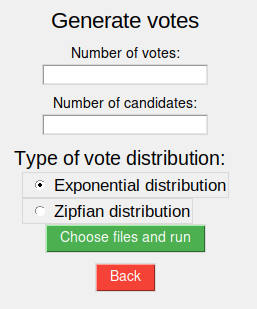 Generate votes
Number of votes:
Number of candidates:
Type of vote distribution:
Exponential distribution
Zipfian distribution
Choose files and run
Back